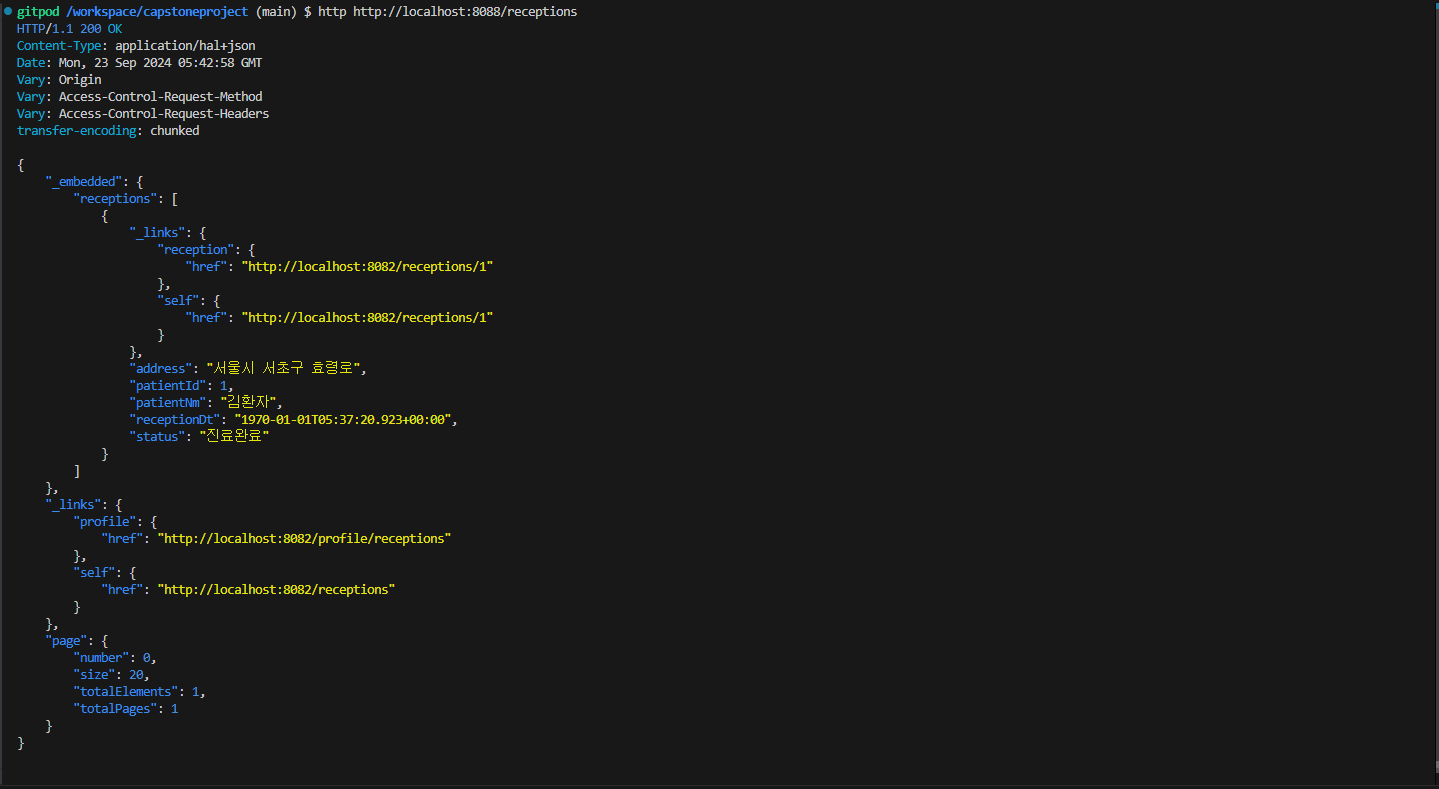 gitpod /workspace/capstoneproject (main) $ http http://localhost:8088/receptions
HTTP/1.1 200 OK
Content-Type: application/hal+json
Date: Mon, 23 Sep 2024 05:42:58 GMT
Vary: Origin
Vary: Access-Control-Request-Method
Vary: Access-Control-Request-Headers
transfer-encoding: chunked

{
    "_embedded": {
        "receptions": [
            {
                "_links": {
                    "reception": {
                        "href": "http://localhost:8082/receptions/1"
                    },
                    "self": {
                        "href": "http://localhost:8082/receptions/1"
                    }
                },
                "address": "서울시 서초구 효령로",
                "patientId": 1,
                "patientNm": "김환자",
                "receptionDt": "1970-01-01T05:37:20.923+00:00",
                "status": "진료완료"
            }
        ]
    },
    "_links": {
        "profile": {
            "href": "http://localhost:8082/profile/receptions"
        },
        "self": {
            "href": "http://localhost:8082/receptions"
        }
    },
    "page": {
        "number": 0,
        "size": 20,
        "totalElements": 1,
        "totalPages": 1
    }
}